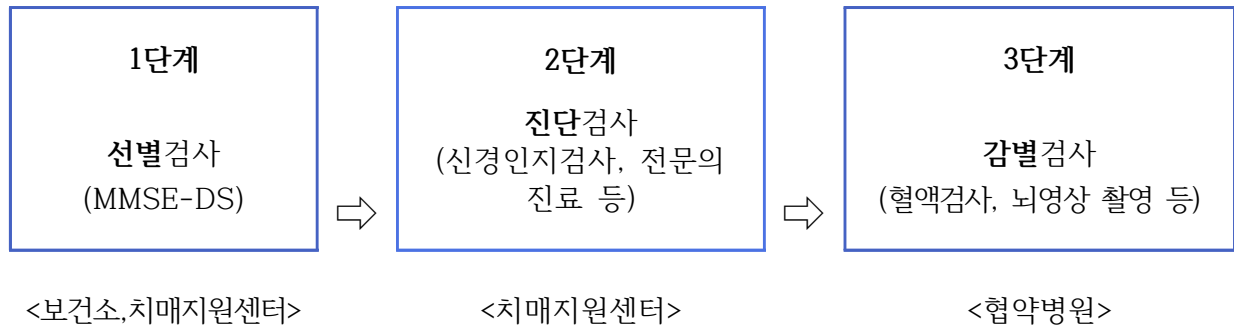 1단계
선별검사
(MMSE-DS)
<보건소,치매지원센터>
2단계
진단검사
(신경인지검사, 전문의
진료 등)
<치매지원센터>
3단계
감별검사
(혈액검사, 뇌영상 촬영 등)
<협약병원>